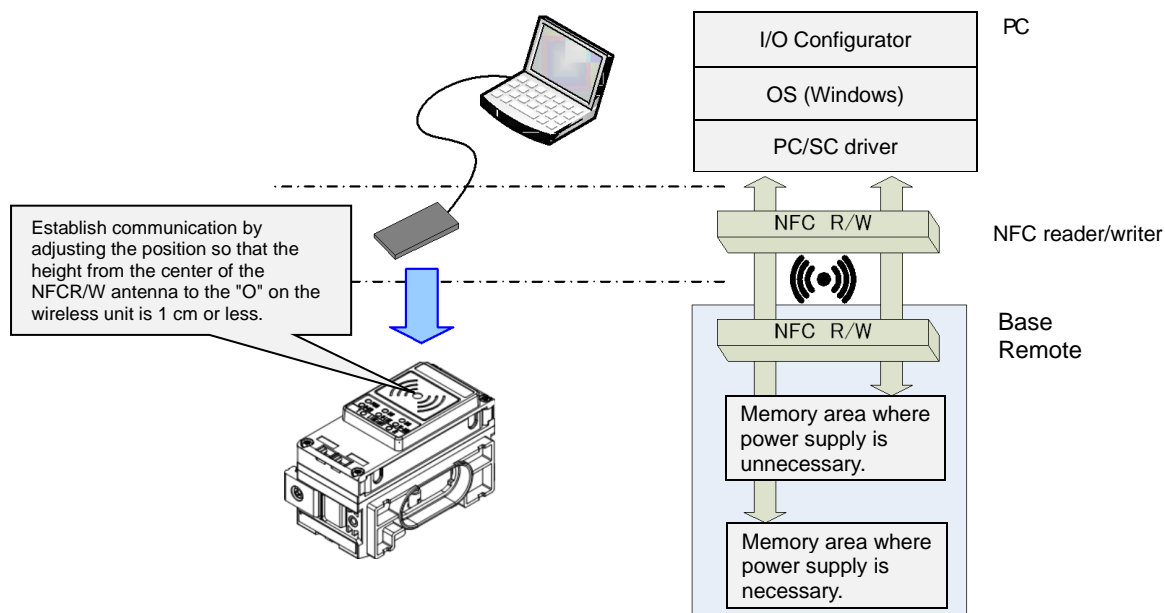 I/O Configurator
PC
OS (Windows)
PC/SC driver
Establish communication by
adjusting the position so that the
height from the center of the
NFCR/W antenna to the "O" on the
wireless unit is 1 cm or less.
NFC R/W
NFC reader/writer
NFC R/W
Base
Remote
Memory area where
power supply is
unnecessary.
Memory area where
power supply is
necessary.